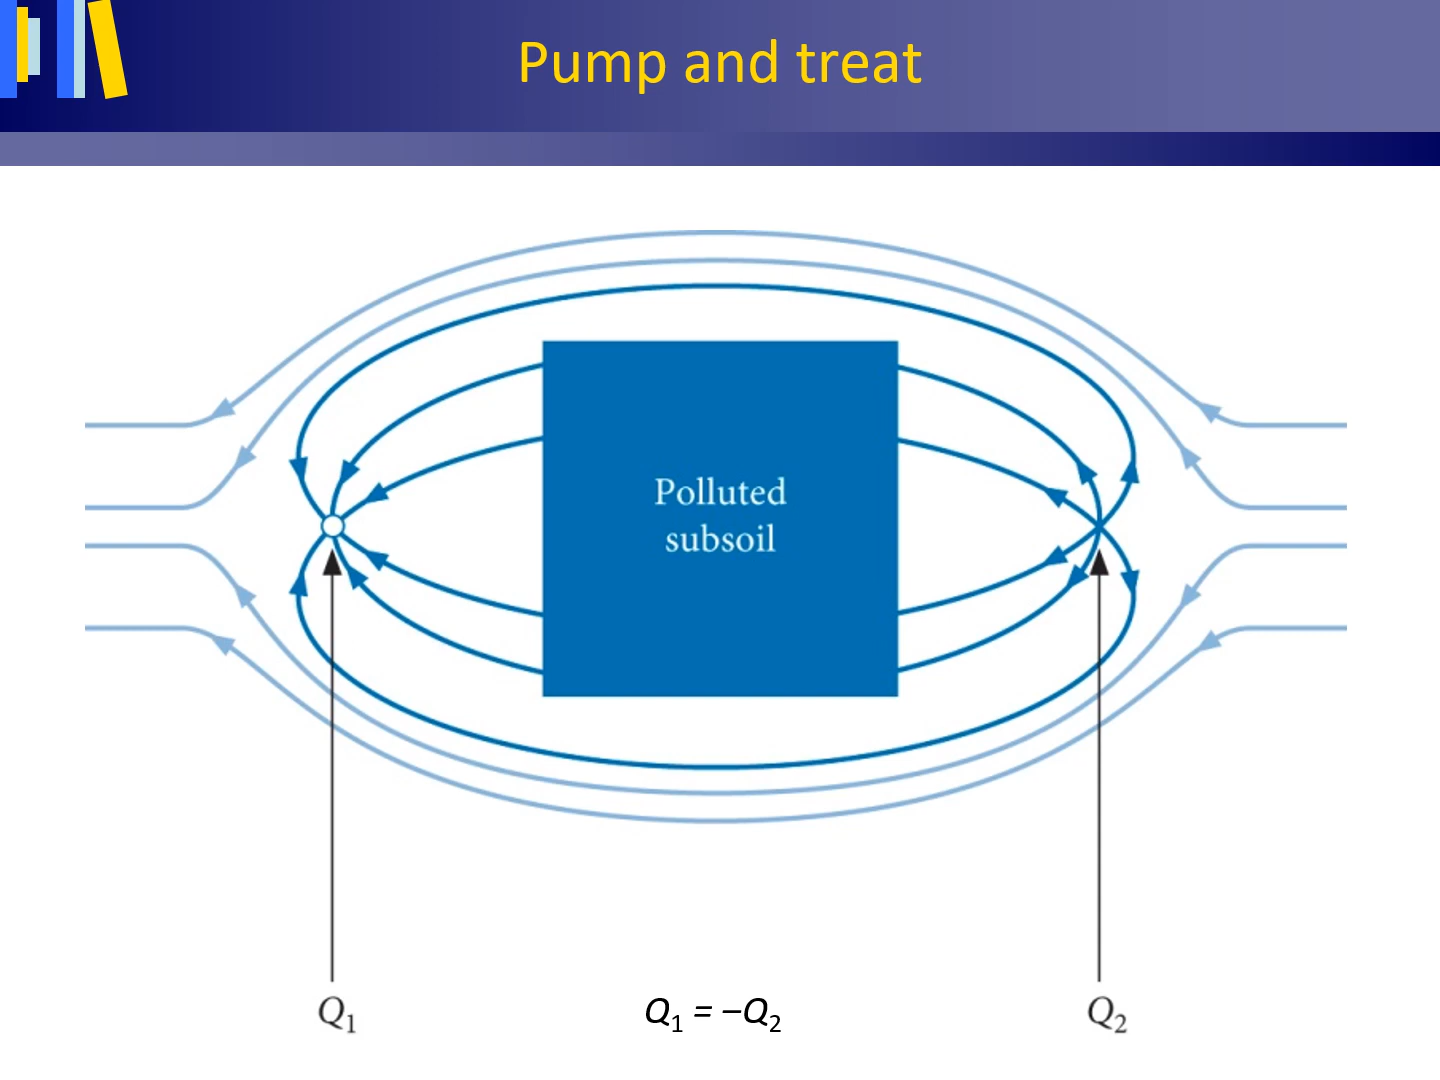 Pump and treat
Polluted
subsoil
Q₁
Q₁ = –Q₂
Q₂